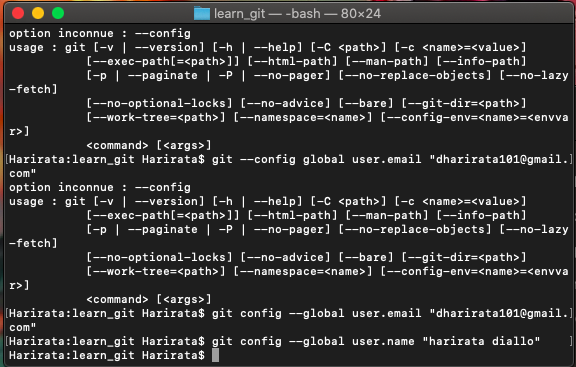 learn_git — -bash — 80×24
option inconnue : --config
usage : git [-v | --version] [-h | --help] [-C <path>] [-c <name>=<value>]
           [--exec-path[=<path>]] [--html-path] [--man-path] [--info-path]
           [-p | --paginate | -P | --no-pager] [--no-replace-objects] [--no-lazy
-fetch]
           [--no-optional-locks] [--no-advice] [--bare] [--git-dir=<path>]
           [--work-tree=<path>] [--namespace=<name>] [--config-env=<name>=<envva
r>]
           <command> [<args>]
[Harirata:learn_git Harirata$ git --config global user.email "dharirata101@gmail.]
com"
option inconnue : --config
usage : git [-v | --version] [-h | --help] [-C <path>] [-c <name>=<value>]
           [--exec-path[=<path>]] [--html-path] [--man-path] [--info-path]
           [-p | --paginate | -P | --no-pager] [--no-replace-objects] [--no-lazy
-fetch]
           [--no-optional-locks] [--no-advice] [--bare] [--git-dir=<path>]
           [--work-tree=<path>] [--namespace=<name>] [--config-env=<name>=<envva
r>]
           <command> [<args>]
[Harirata:learn_git Harirata$ git config --global user.email "dharirata101@gmail.]
com"
[Harirata:learn_git Harirata$ git config --global user.name "harirata diallo"    ]
Harirata:learn_git Harirata$